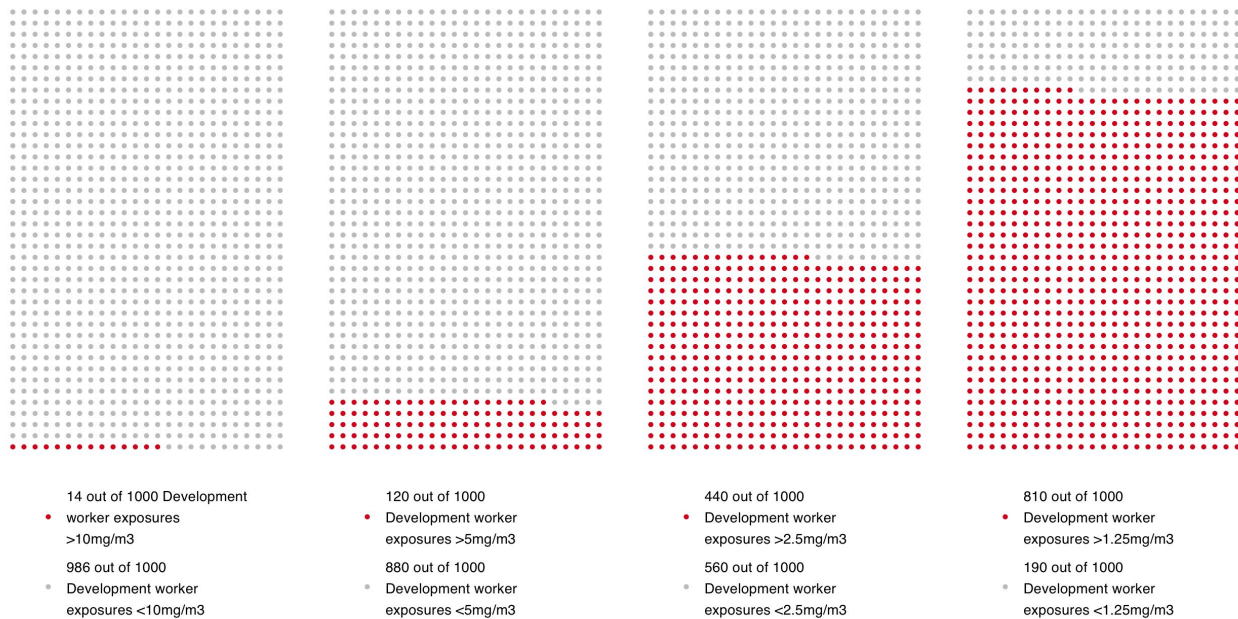 14 out of 1000 Development
worker exposures
>10mg/m3
986 out of 1000
Development worker
exposures <10mg/m3
120 out of 1000
Development worker
exposures >5mg/m3
880 out of 1000
Development worker
exposures <5mg/m3
440 out of 1000
Development worker
exposures >2.5mg/m3
560 out of 1000
Development worker
exposures <2.5mg/m3
810 out of 1000
Development worker
exposures >1.25mg/m3
190 out of 1000
Development worker
exposures <1.25mg/m3